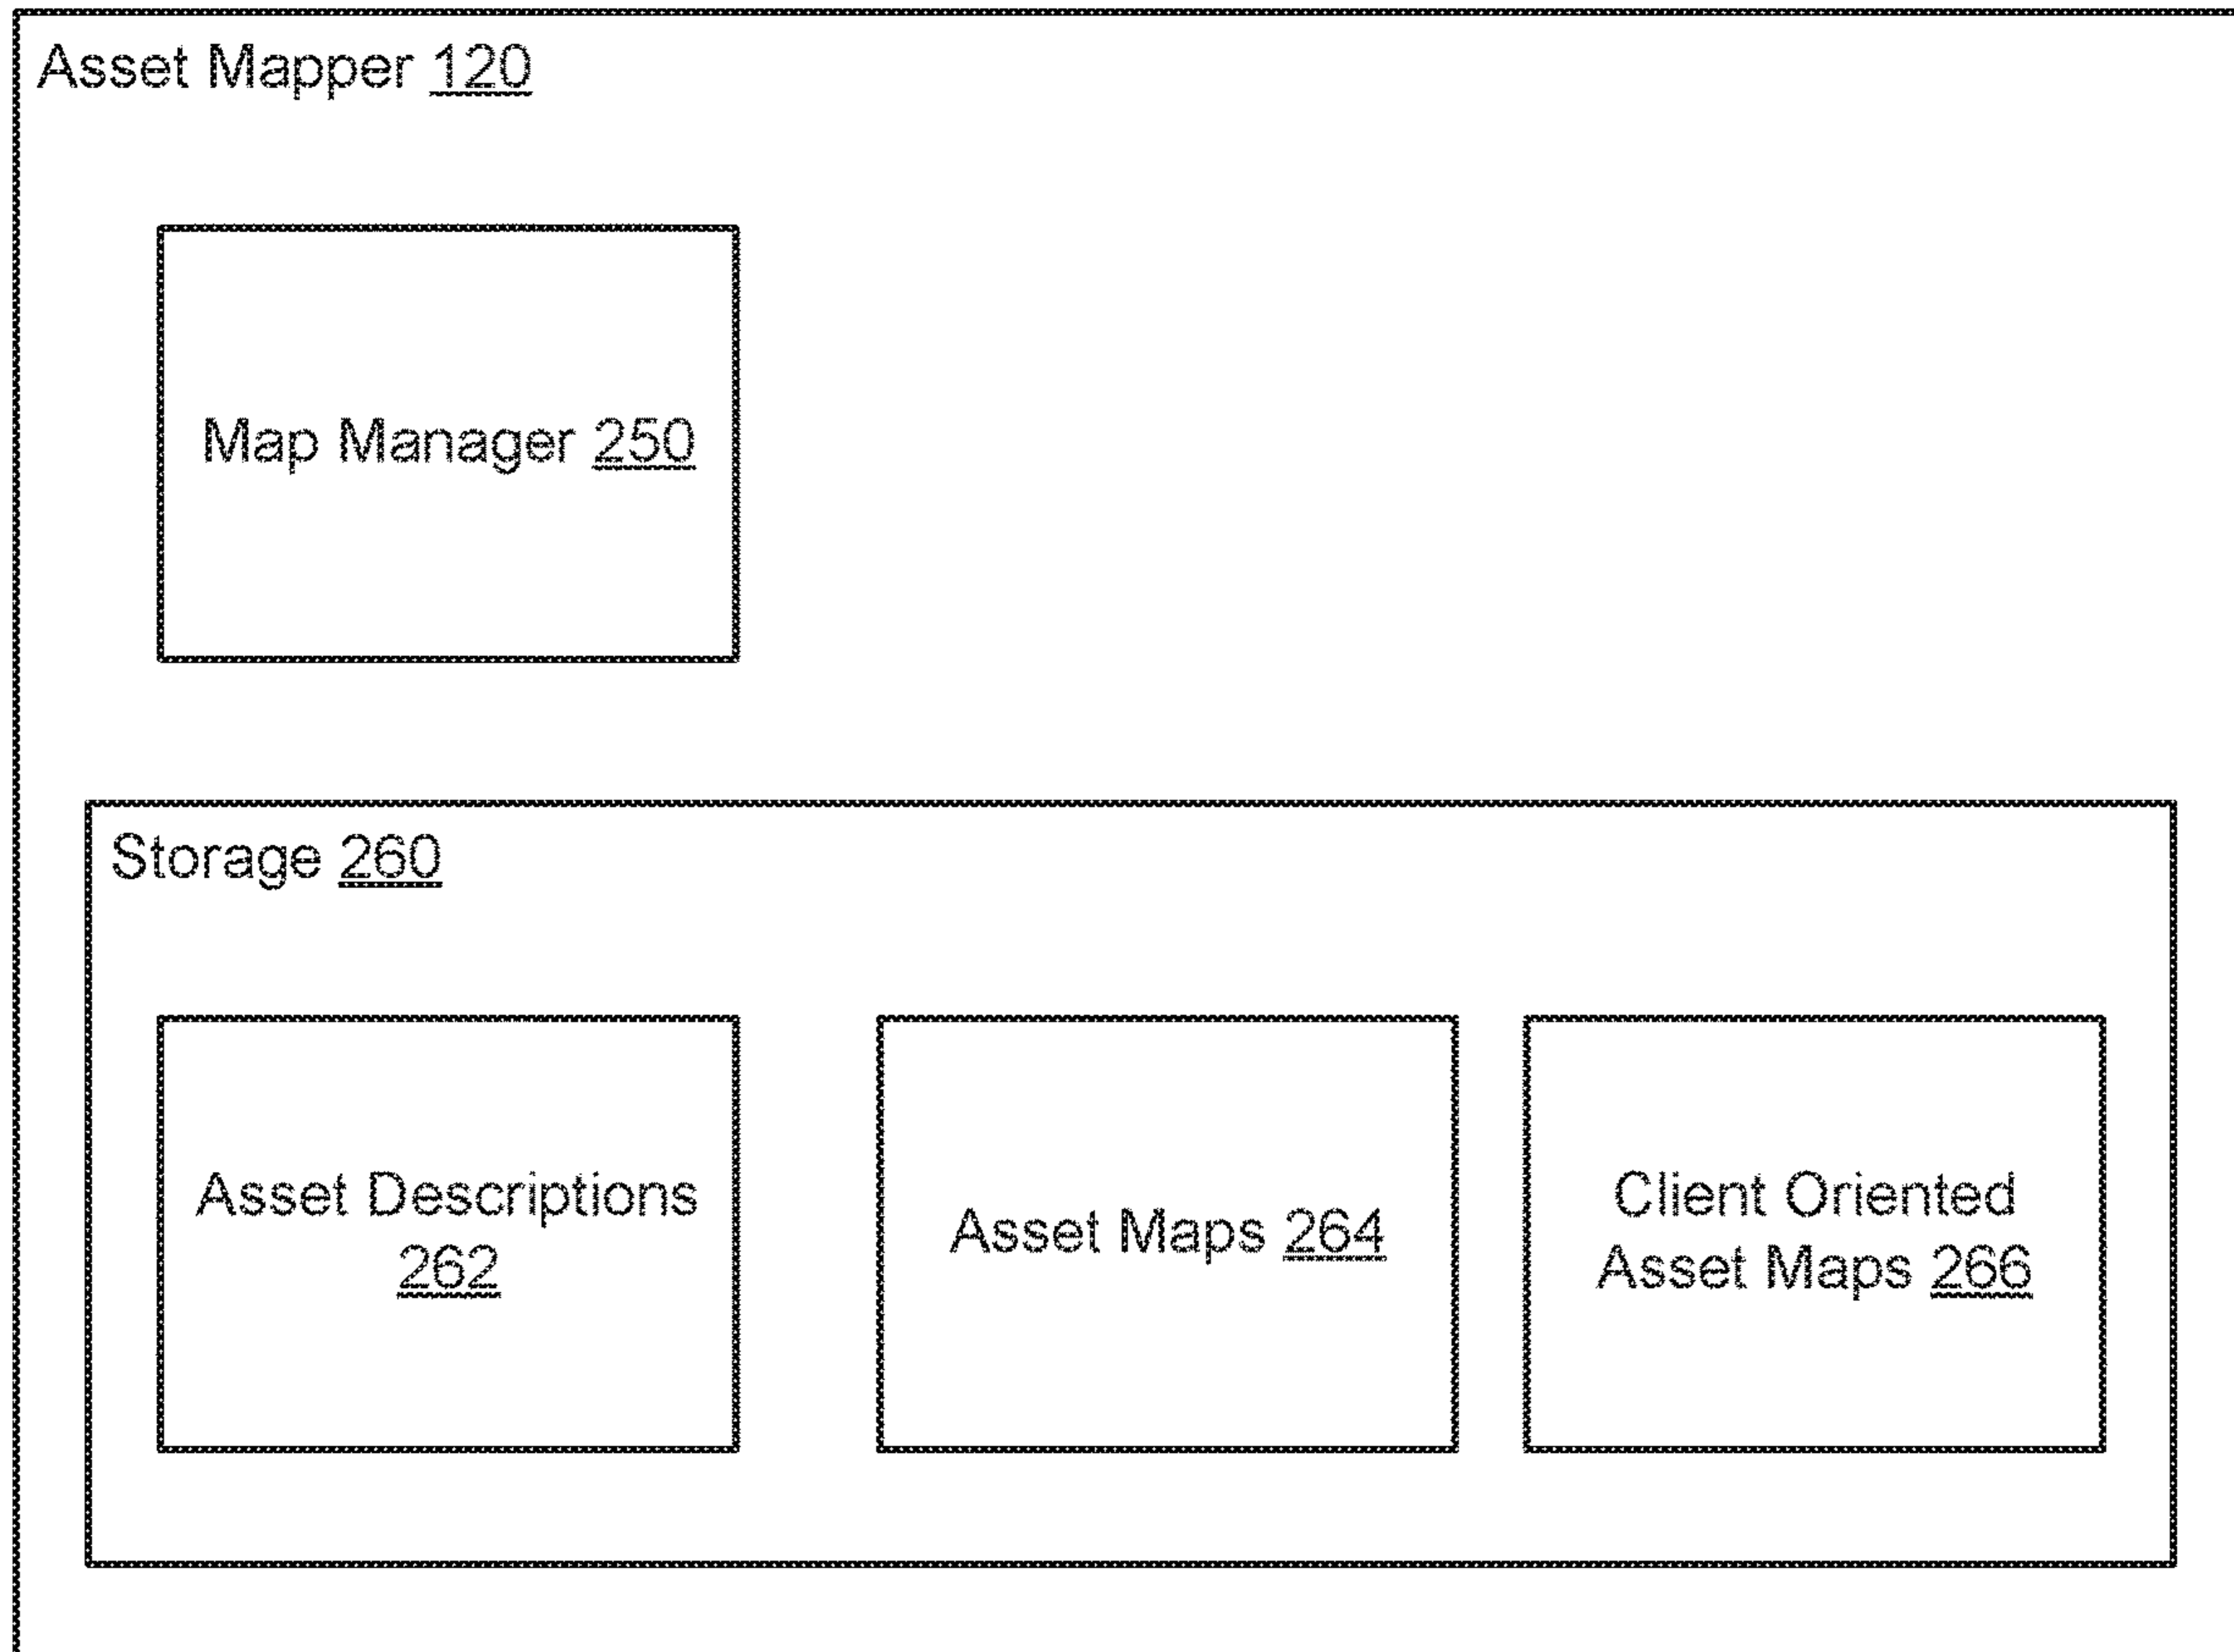 Asset Mapper 120
Map Manager 250
Storage 260
Asset Descriptions
262
Asset Maps 264
Client Oriented
Asset Maps 266